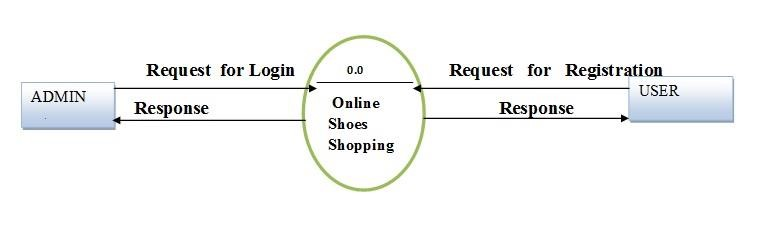 Request for Login
0.0
Request for Registration
ADMIN
USER
Response
Online
Shoes
Shopping
Response